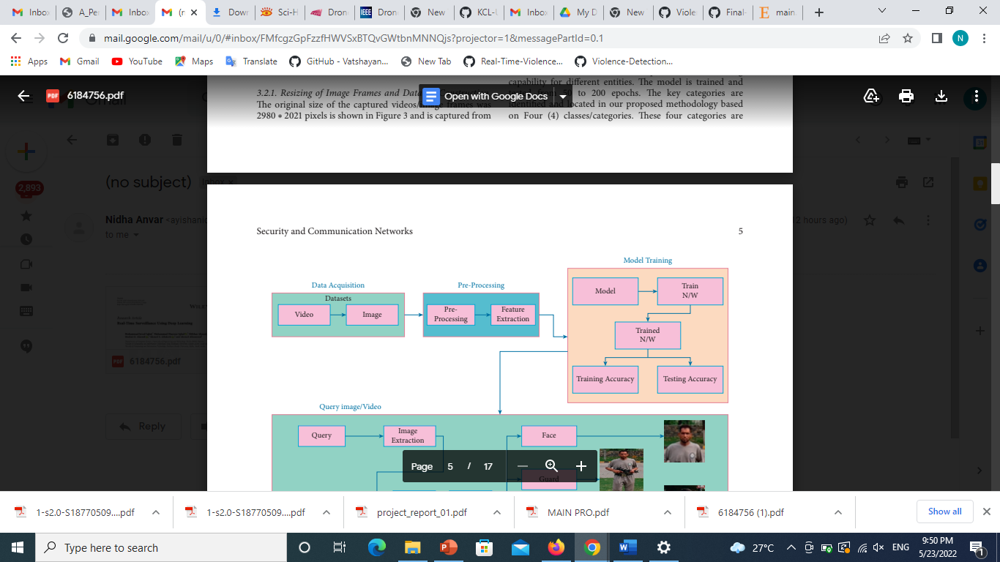 Inbo
A_Per
Inbo
(n
Dow
Sci-H
Dron
Dron
New
KCL-U
Inbo
My D
New
Viole
Final-
main.
mail.google.com/mail/u/0/#inbox/FMfcgzGpFzzfHWVSxBTQvGWtbnMNNQjs?projector=1&messagePartId=0.1
N
Apps
Gmail
YouTube
Maps
Translate
GitHub - Vatshayan...
New Tab
Real-Time-Violence...
Violence-Detection...
PDF 6184756.pdf
Open with Google Docs
3.2.1. Resizing of Image Frames and Data
The original size of the captured videos/image frames was
2980 * 2021 pixels is shown in Figure 3 and is captured from
capability for different entities. The model is trained and
50 to 200 epochs. The key categories are
identified and located in our proposed methodology based
on Four (4) classes/categories. These four categories are
2,893
(no subject)
Inbox ×
Nidha Anvar <ayishani
to me
2 hours ago)
PDF 6184756.pdf
Reply
Security and Communication Networks
5
Model Training
Data Acquisition
Pre-Processing
Datasets
Video
Image
Pre-
Processing
Feature
Extraction
Model
Train
N/W
Trained
N/W
Training Accuracy
Testing Accuracy
Query image/Video
Query
Image
Extraction
Face
Guard
Page 5 / 17
1-s2.0-S18770509....pdf
1-s2.0-S18770509....pdf
project_report_01.pdf
MAIN PRO.pdf
6184756 (1).pdf
Show all
Type here to search
27°C
ENG
9:50 PM
5/23/2022
1